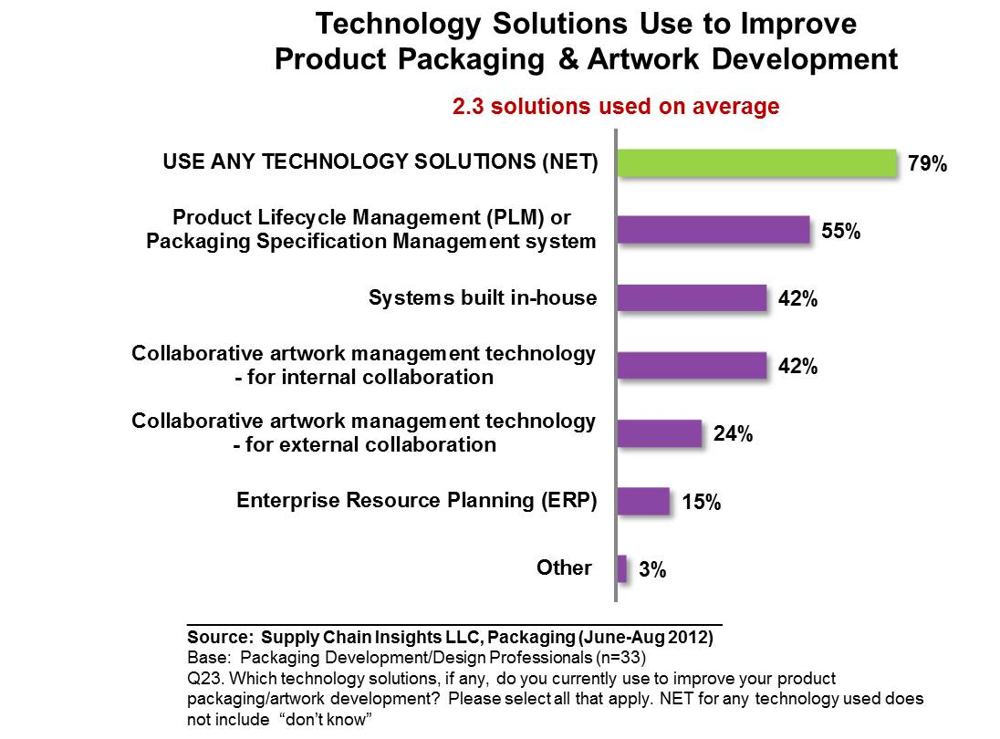 Technology Solutions Use to Improve
Product Packaging & Artwork Development
2.3 solutions used on average
USE ANY TECHNOLOGY SOLUTIONS (NET)
79%
Product Lifecycle Management (PLM) or
Packaging Specification Management system
55%
Systems built in-house
42%
Collaborative artwork management technology
- for internal collaboration
42%
Collaborative artwork management technology
- for external collaboration
24%
Enterprise Resource Planning (ERP)
15%
Other
3%
Source: Supply Chain Insights LLC, Packaging (June-Aug 2012)
Base: Packaging Development/Design Professionals (n=33)
Q23. Which technology solutions, if any, do you currently use to improve your product
packaging/artwork development? Please select all that apply. NET for any technology used does
not include “don’t know”